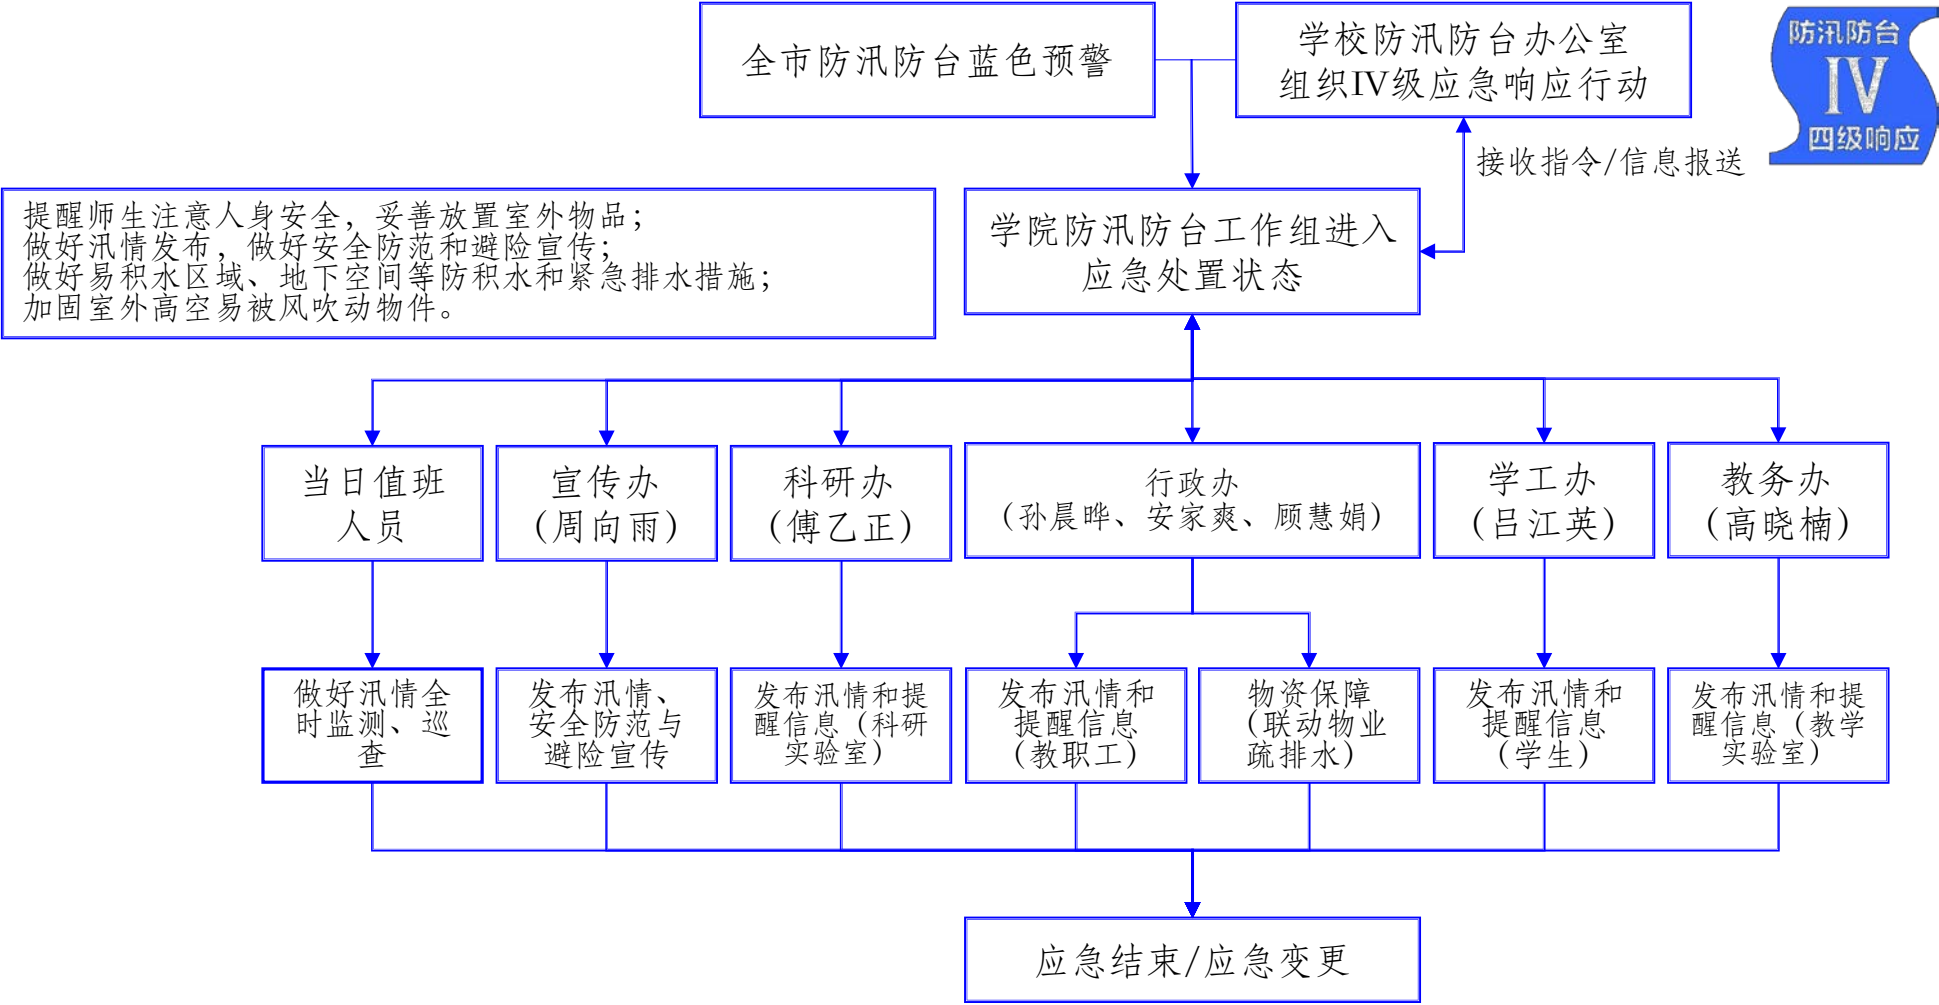 全市防汛防台蓝色预警
学校防汛防台办公室
组织IV级应急响应行动
防汛防台
IV
四级响应
接收指令/信息报送
提醒师生注意人身安全，妥善放置室外物品；
做好汛情发布，做好安全防范和避险宣传；
做好易积水区域、地下空间等防积水和紧急排水措施；
加固室外高空易被风吹动物件。
学院防汛防台工作组进入
应急处置状态
当日值班
人员
宣传办
（周向雨）
科研办
（傅乙正）
行政办
（孙晨晔、安家爽、顾慧娟）
学工办
（吕江英）
教务办
（高晓楠）
做好汛情全
时监测、巡
查
发布汛情、
安全防范与
避险宣传
发布汛情和提
醒信息（科研
实验室）
发布汛情和
提醒信息
（教职工）
物资保障
（联动物业
疏排水）
发布汛情和
提醒信息
（学生）
发布汛情和提
醒信息（教学
实验室）
应急结束/应急变更